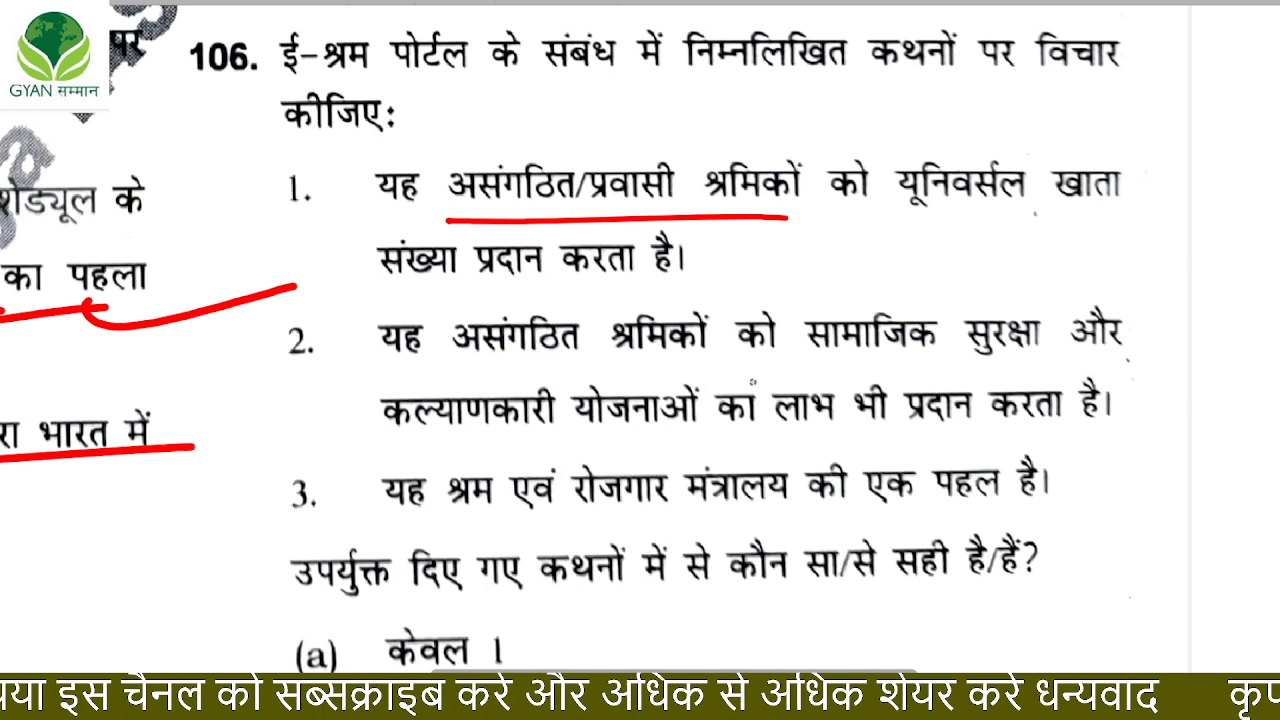 GYAN सम्मान
पर
शेड्यूल के
का पहला
रा भारत में
106. ई-श्रम पोर्टल के संबंध में निम्नलिखित कथनों पर विचार
कीजिए:
1. यह असंगठित/प्रवासी श्रमिकों को यूनिवर्सल खाता
संख्या प्रदान करता है।
2. यह असंगठित श्रमिकों को सामाजिक सुरक्षा और
कल्याणकारी योजनाओं का लाभ भी प्रदान करता है।
3. यह श्रम एवं रोजगार मंत्रालय की एक पहल है।
उपर्युक्त दिए गए कथनों में से कौन सा/से सही है/हैं?
(a) केवल 1
पया इस चैनल को सब्सक्राइब करे और अधिक से अधिक शेयर करे धन्यवाद कृप